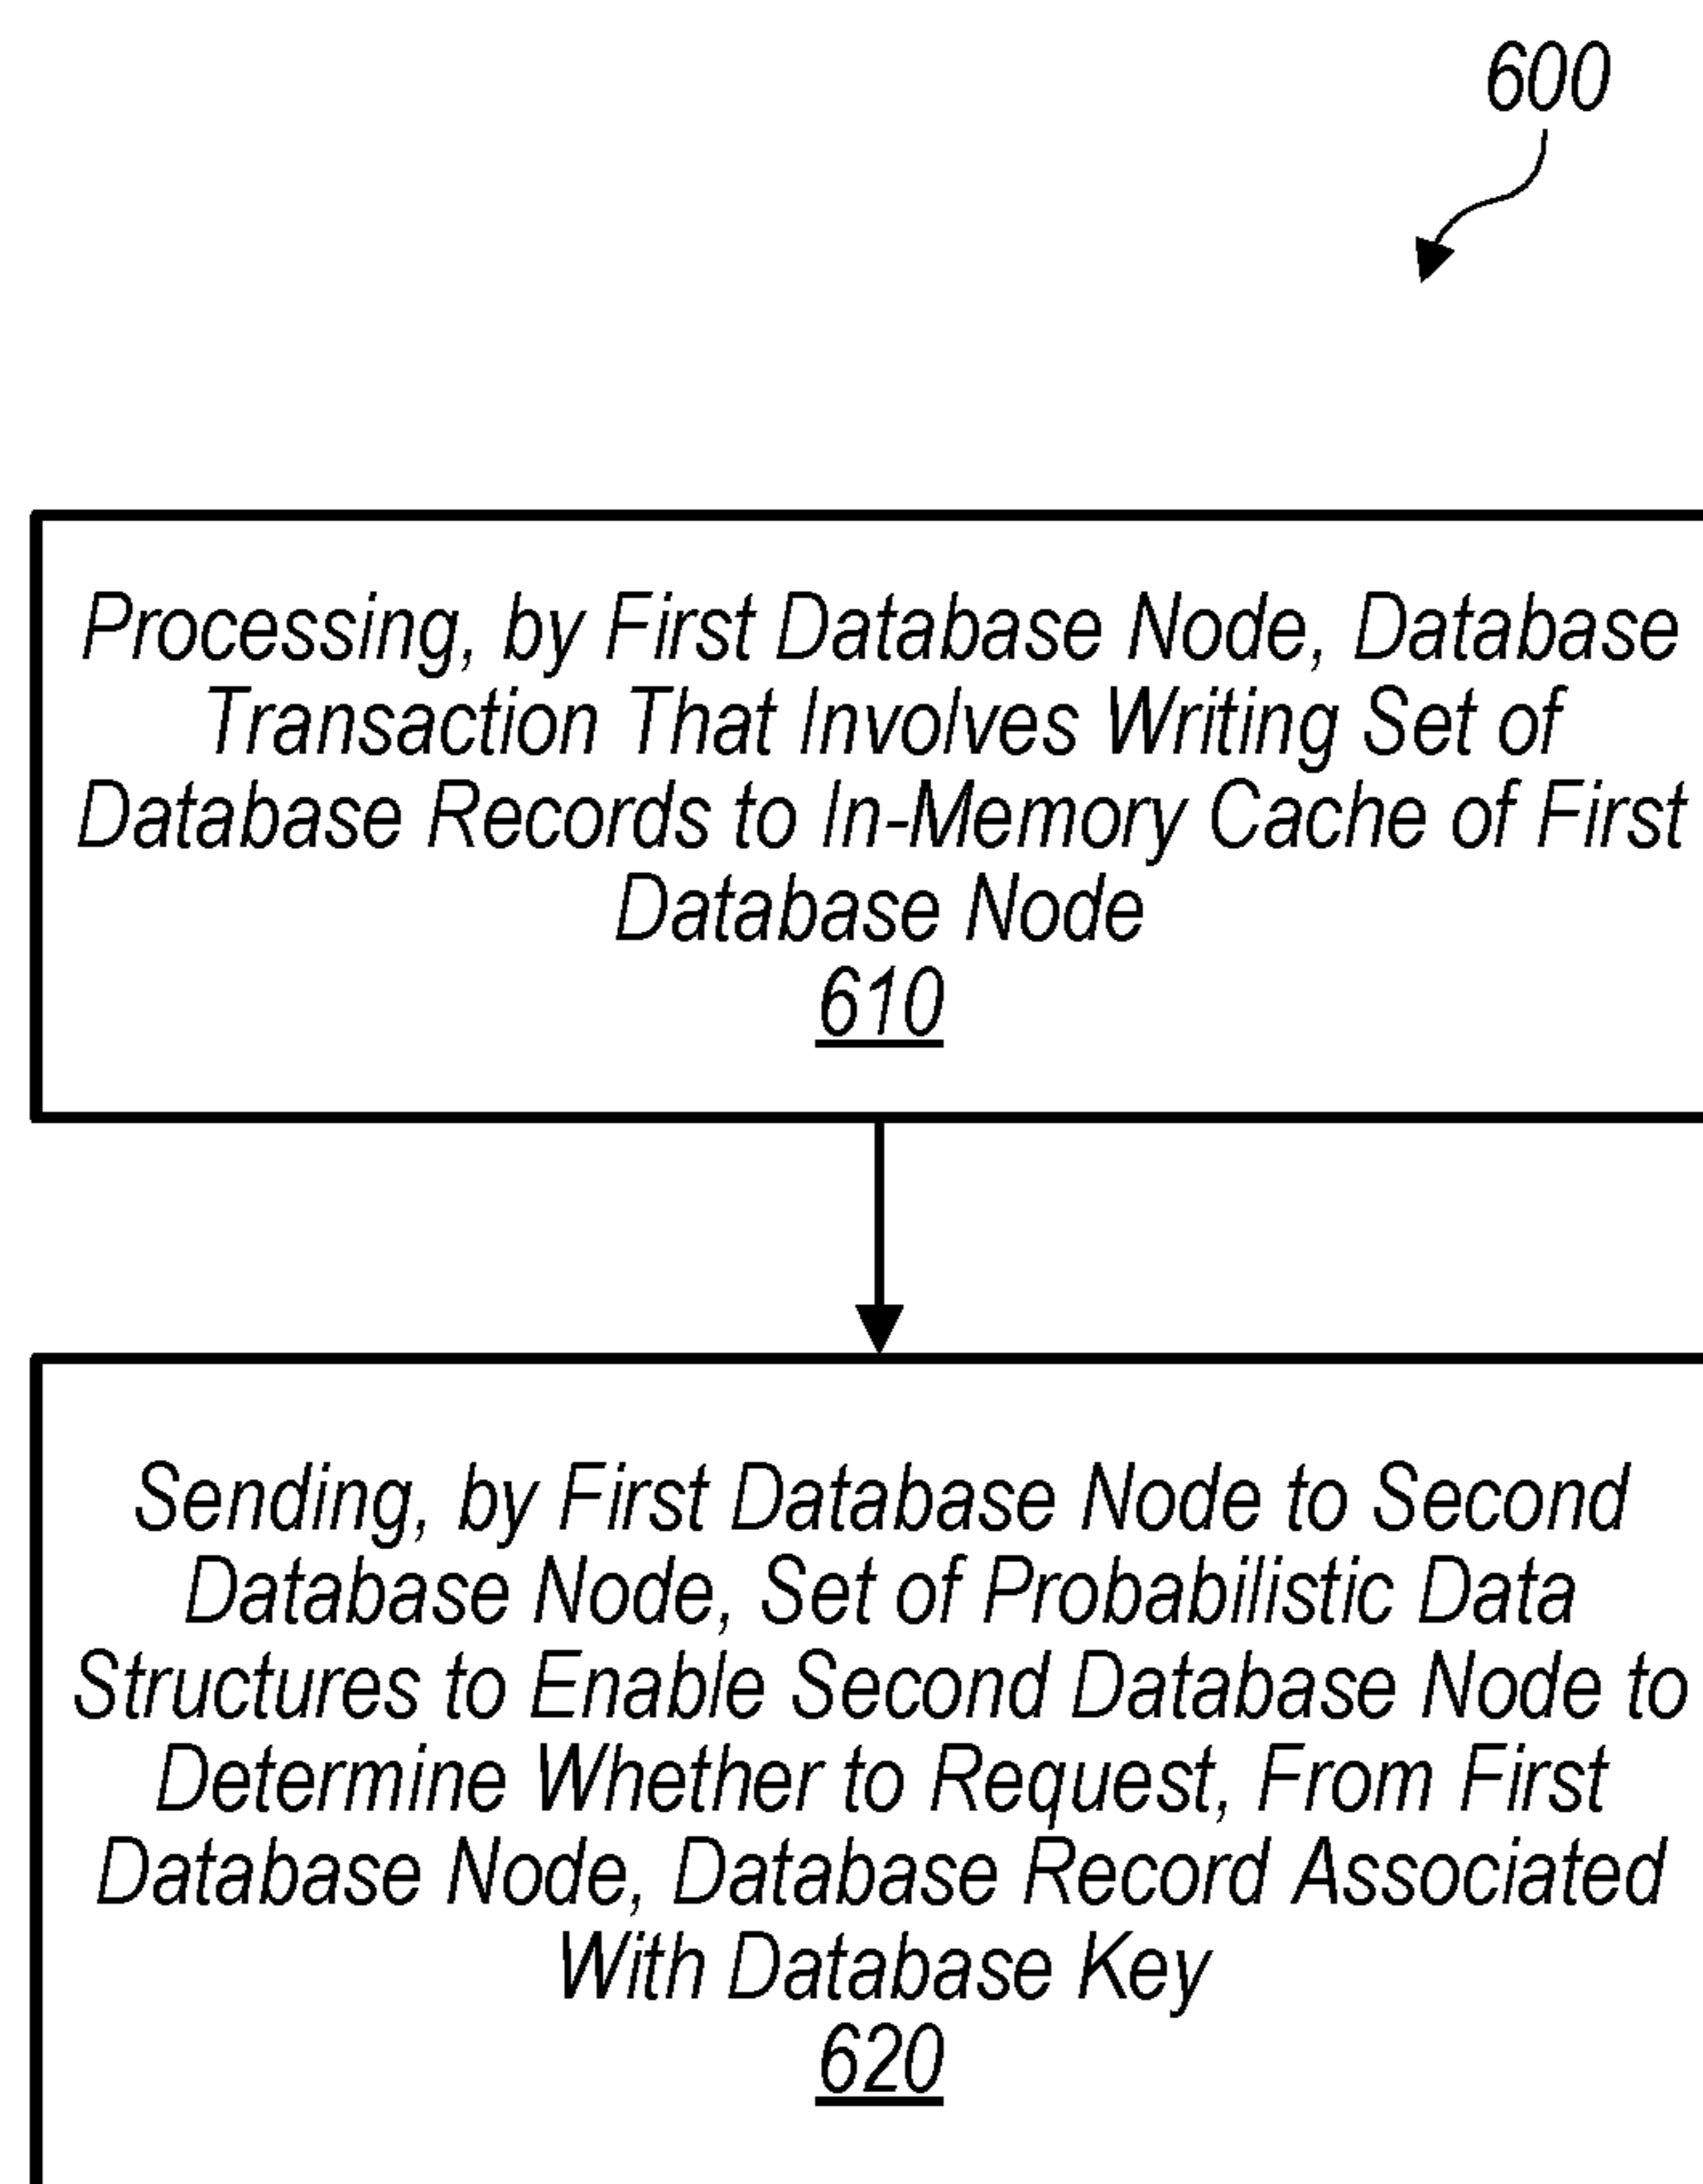 600
Processing, by First Database Node, Database
Transaction That Involves Writing Set of
Database Records to In-Memory Cache of First
Database Node
610
Sending, by First Database Node to Second
Database Node, Set of Probabilistic Data
Structures to Enable Second Database Node to
Determine Whether to Request, From First
Database Node, Database Record Associated
With Database Key
620